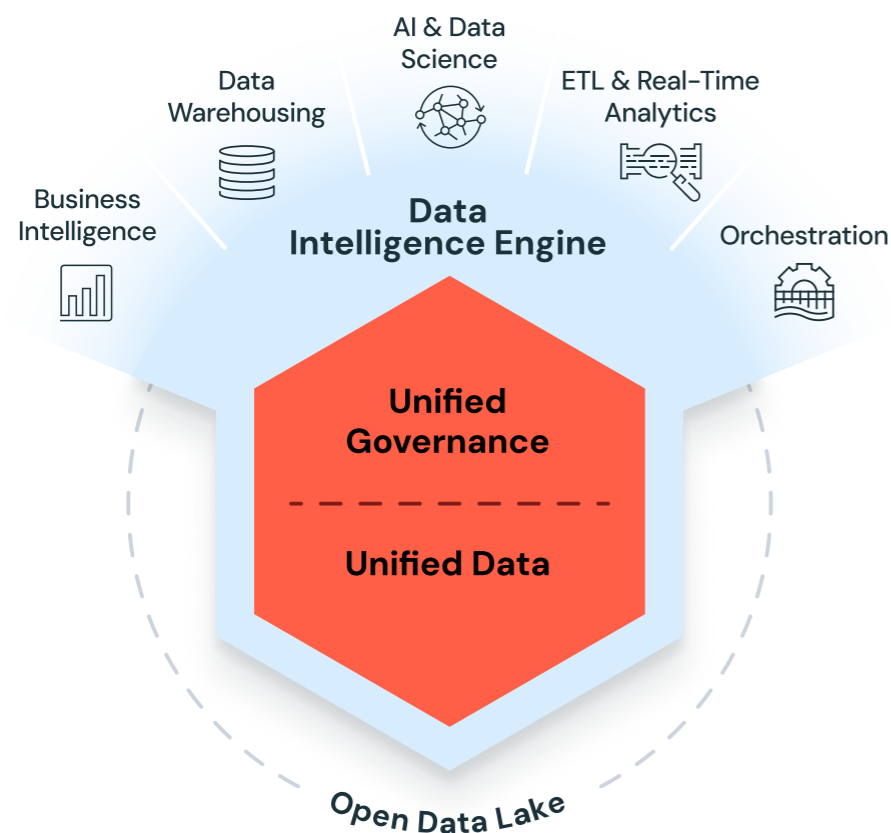 AI & Data
Science
Data
Warehousing
ETL & Real-Time
Analytics
Business
Intelligence
Data
Intelligence Engine
Orchestration
Unified
Governance
Unified Data
Open Data Lake